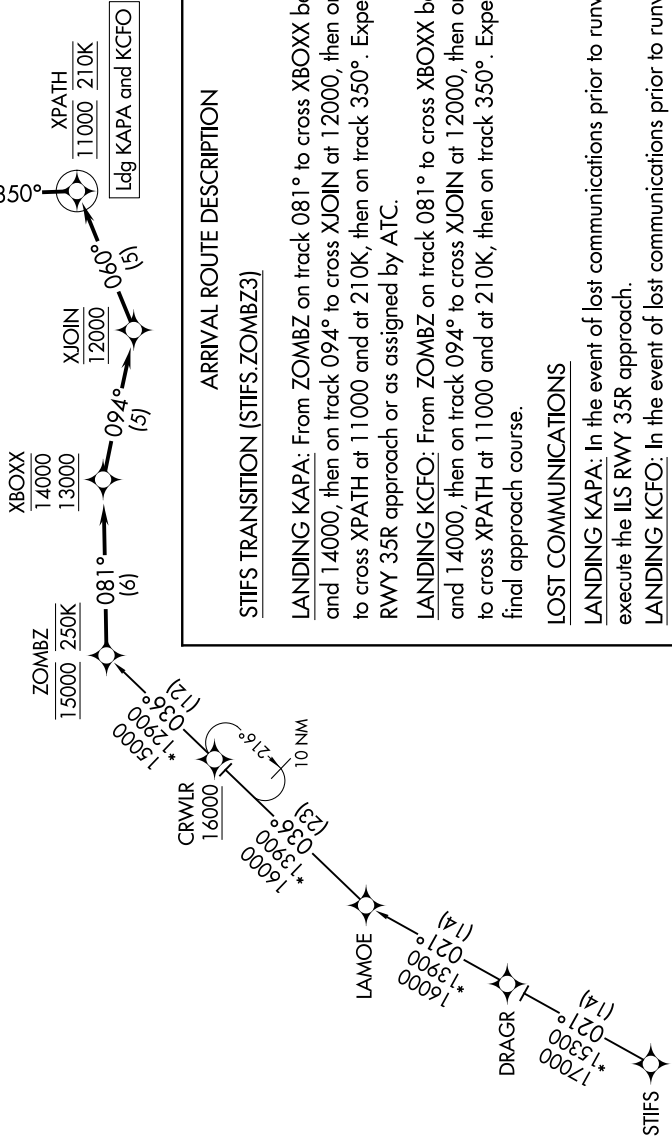 350°
XPATH
11000 210K
Ldg KAPA and KCFO
060°
(5)
XJOIN
12000
094°
(5)
XBOXX
14000
13000
081°
(6)
ZOMBZ
15000 250K
15000
*12900
036°
(12)
CRWLR
16000
216°
10 NM
16000
*13900
036°
(23)
LAMOE
16000
*13900
021°
(14)
DRAGR
17000
*15300
021°
(14)
STIFS
ARRIVAL ROUTE DESCRIPTION
STIFS TRANSITION (STIFS.ZOMBZ3)
LANDING KAPA: From ZOMBZ on track 081° to cross XBOXX
and 14000, then on track 094° to cross XJOIN at 12000, then
to cross XPATH at 11000 and at 210K, then on track 350°.
RWY 35R approach or as assigned by ATC.
LANDING KCFO: From ZOMBZ on track 081° to cross XBOXX
and 14000, then on track 094° to cross XJOIN at 12000, then
to cross XPATH at 11000 and at 210K, then on track 350°.
final approach course.
LOST COMMUNICATIONS
LANDING KAPA: In the event of lost communications prior to
execute the ILS RWY 35R approach.
LANDING KCFO: In the event of lost communications prior to